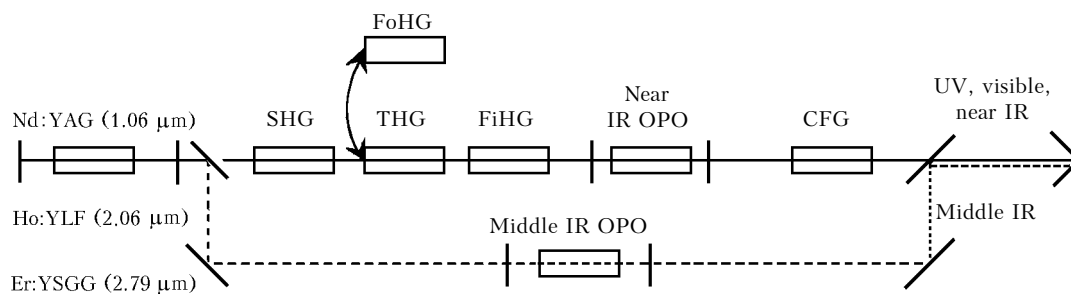 FoHG
Nd:YAG (1.06 μm)
SHG
THG
FiHG
Near
IR OPO
CFG
UV, visible,
near IR
Ho:YLF (2.06 μm)
Middle IR OPO
Middle IR
Er:YSGG (2.79 μm)